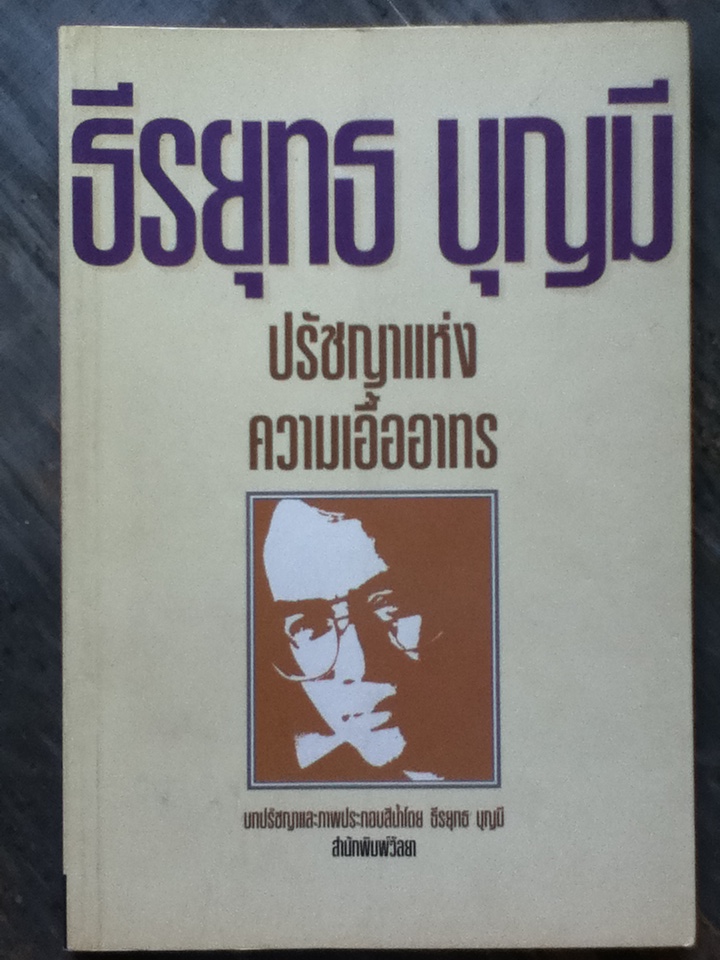 ธีรยุทธ บุญมี
ปรัชญาแห่ง
ความเอื้ออาทร
บทปรัชญาและภาพประกอบสีน้ำโดย ธีรยุทธ บุญมี
สำนักพิมพ์วิลยา